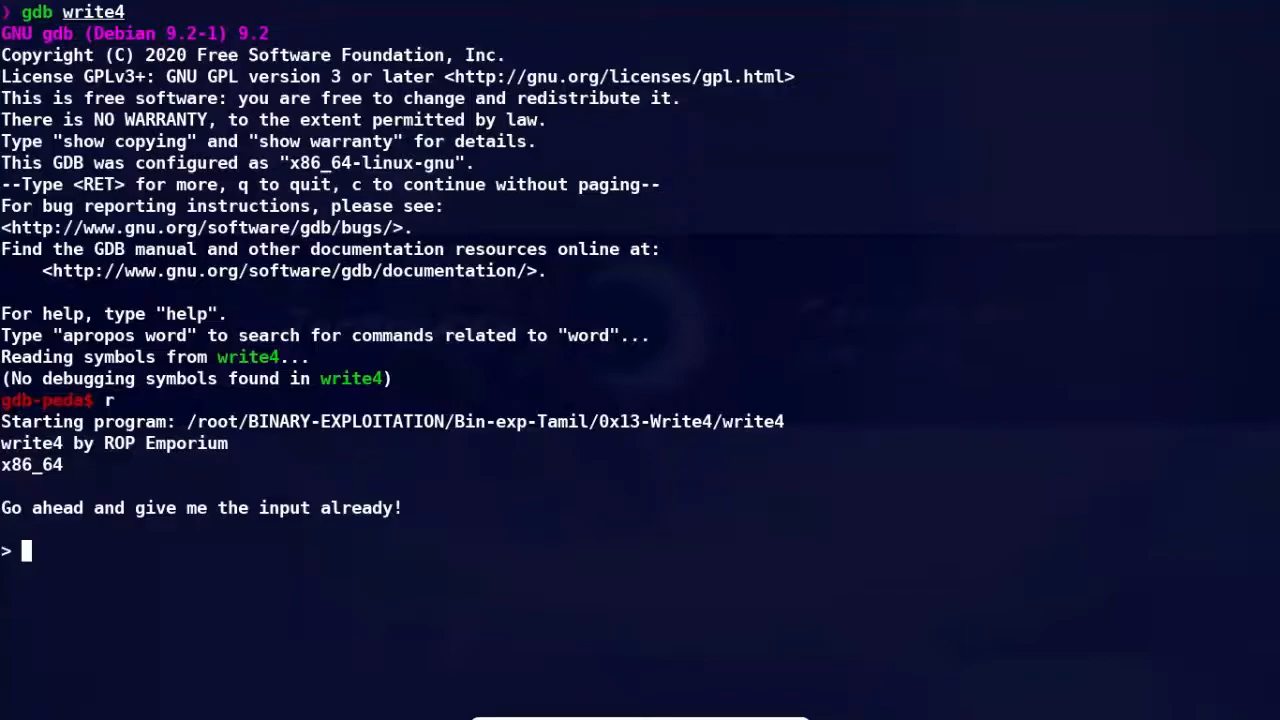 ❯ gdb write4
GNU gdb (Debian 9.2-1) 9.2
Copyright (C) 2020 Free Software Foundation, Inc.
License GPLv3+: GNU GPL version 3 or later <http://gnu.org/licenses/gpl.html>
This is free software: you are free to change and redistribute it.
There is NO WARRANTY, to the extent permitted by law.
Type "show copying" and "show warranty" for details.
This GDB was configured as "x86_64-linux-gnu".
--Type <RET> for more, q to quit, c to continue without paging--
For bug reporting instructions, please see:
<http://www.gnu.org/software/gdb/bugs/>.
Find the GDB manual and other documentation resources online at:
    <http://www.gnu.org/software/gdb/documentation/>.
For help, type "help".
Type "apropos word" to search for commands related to "word"...
Reading symbols from write4...
(No debugging symbols found in write4)
gdb-peda$ r
Starting program: /root/BINARY-EXPLOITATION/Bin-exp-Tamil/0x13-Write4/write4
write4 by ROP Emporium
x86_64
Go ahead and give me the input already!
>